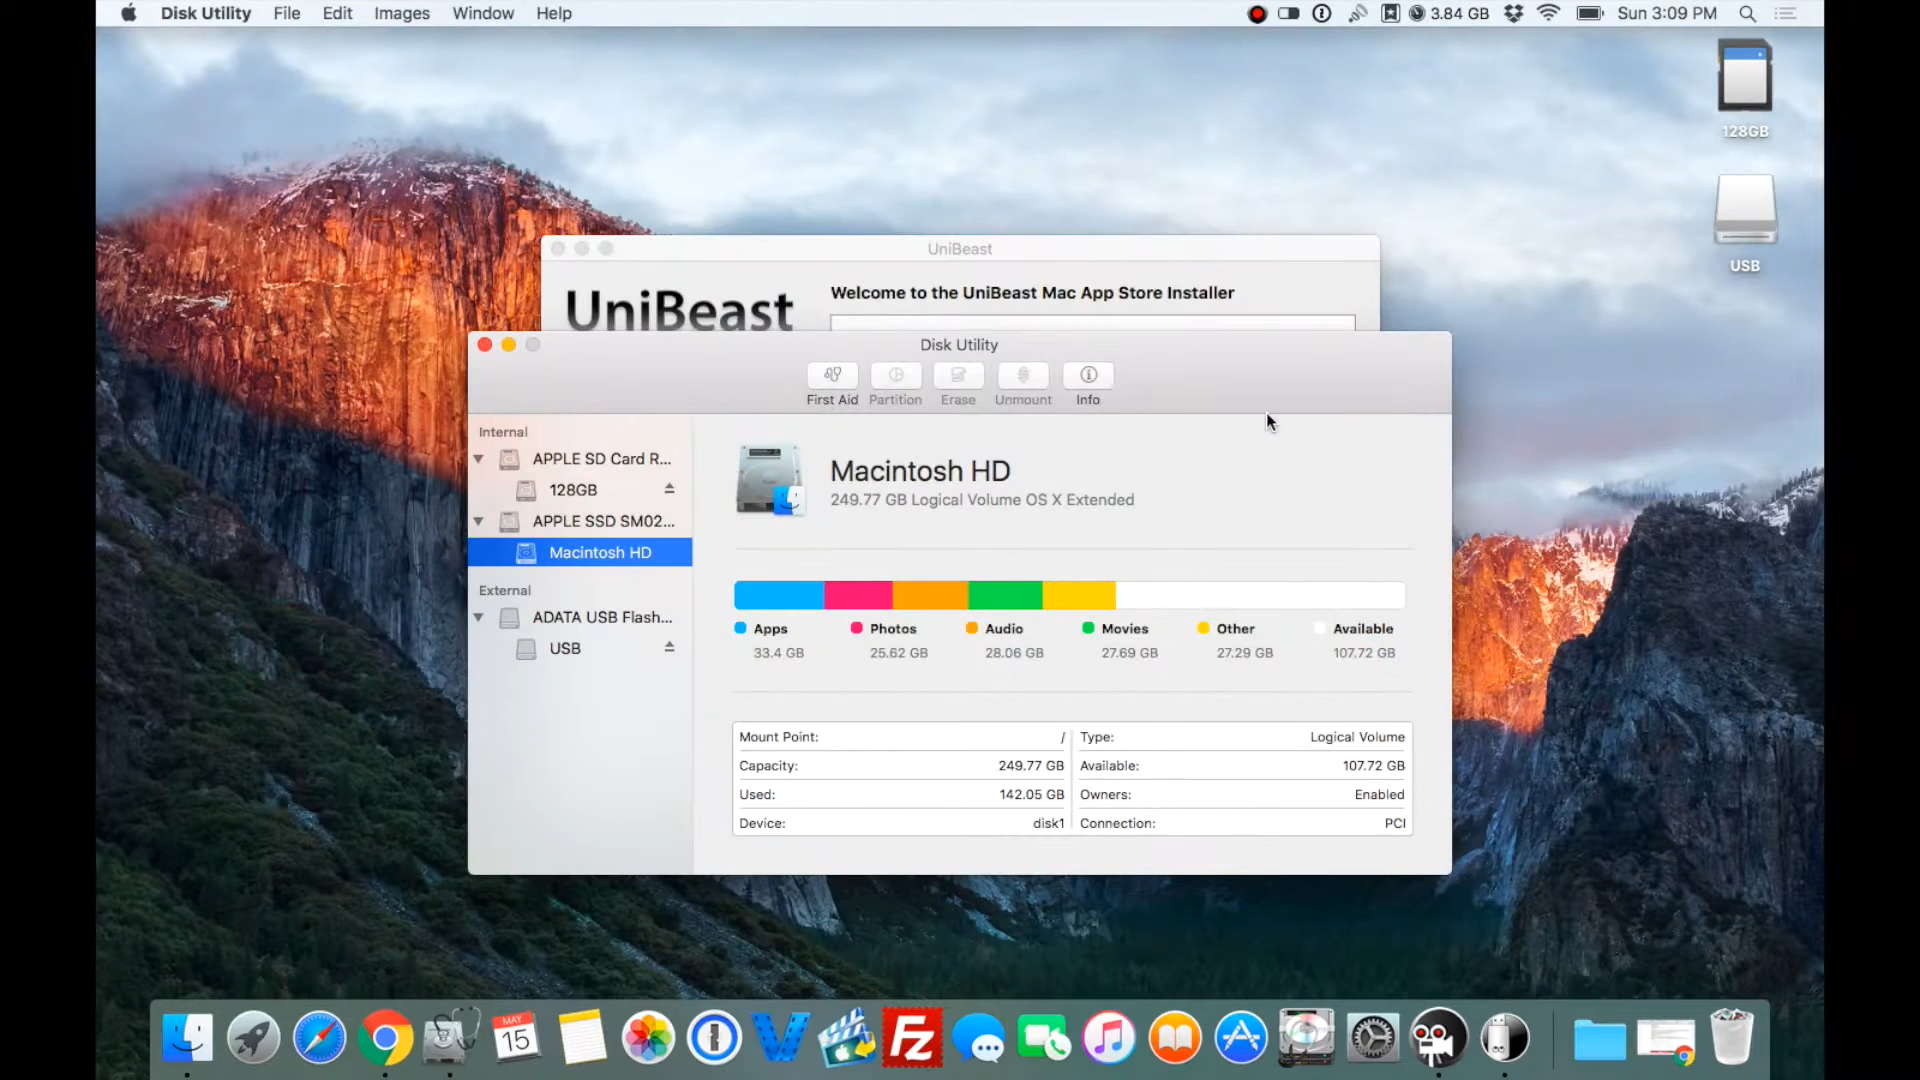 Disk Utility File Edit Images Window Help
3.84 GB Sun 3:09 PM
128GB
USB
UniBeast
UniBeast
Welcome to the UniBeast Mac App Store Installer
Disk Utility
First Aid Partition Erase Unmount Info
Internal
APPLE SD Card R...
128GB
APPLE SSD SM02...
Macintosh HD
External
ADATA USB Flash...
USB
Macintosh HD
249.77 GB Logical Volume OS X Extended
Apps Photos Audio Movies Other Available
33.4 GB 25.62 GB 28.06 GB 27.69 GB 27.29 GB 107.72 GB
Mount Point: / Type: Logical Volume
Capacity: 249.77 GB Available: 107.72 GB
Used: 142.05 GB Owners: Enabled
Device: disk1 Connection: PCI
MAY
15
Fz